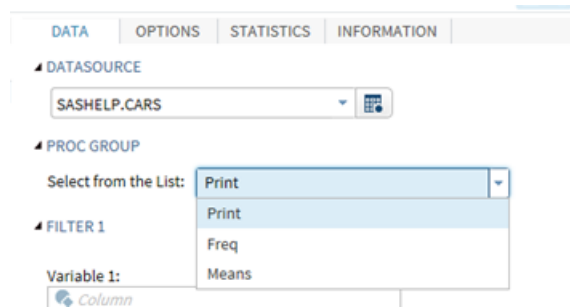 DATA OPTIONS STATISTICS INFORMATION
DATASOURCE
SASHELP.CARS
PROC GROUP
Select from the List: Print
Print
FILTER 1
Freq
Variable 1: Means
Column